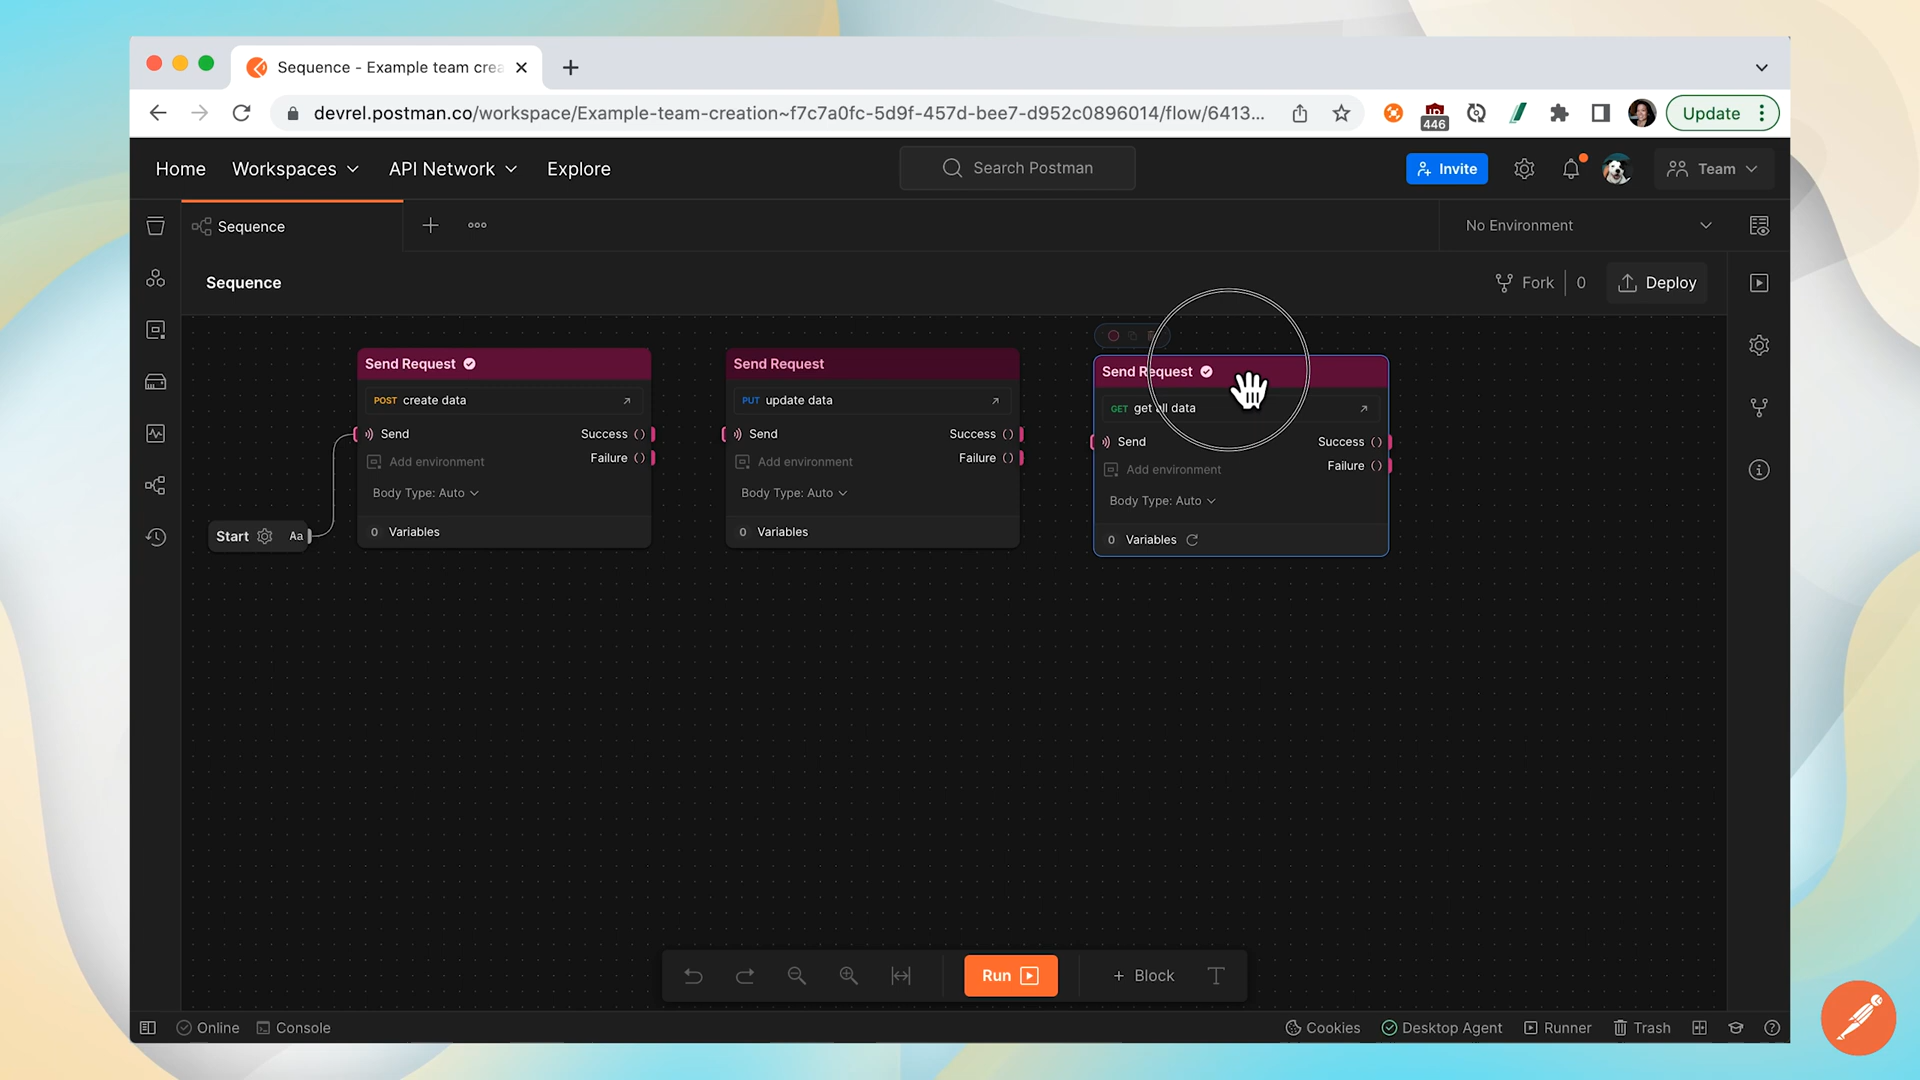 Sequence - Example team crea
devrel.postman.co/workspace/Example-team-creation~f7c7a0fc-5d9f-457d-bee7-d952c0896014/flow/6413...
446
Update
Home
Workspaces
API Network
Explore
Search Postman
Invite
Team
Sequence
No Environment
Sequence
Fork
0
Deploy
Send Request
POST create data
Send
Success
Add environment
Failure
Body Type: Auto
0 Variables
Send Request
PUT update data
Send
Success
Add environment
Failure
Body Type: Auto
0 Variables
Send Request
GET get all data
Send
Success
Add environment
Failure
Body Type: Auto
0 Variables
Start
Aa
Run
+ Block
T
Online
Console
Cookies
Desktop Agent
Runner
Trash